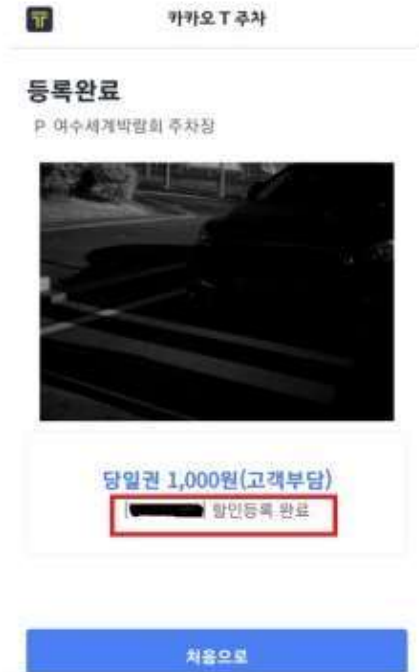 카카오 T 주차
등록완료
P 여수세계박람회 주차장
당일권 1,000원(고객부담)
할인등록 완료
처음으로